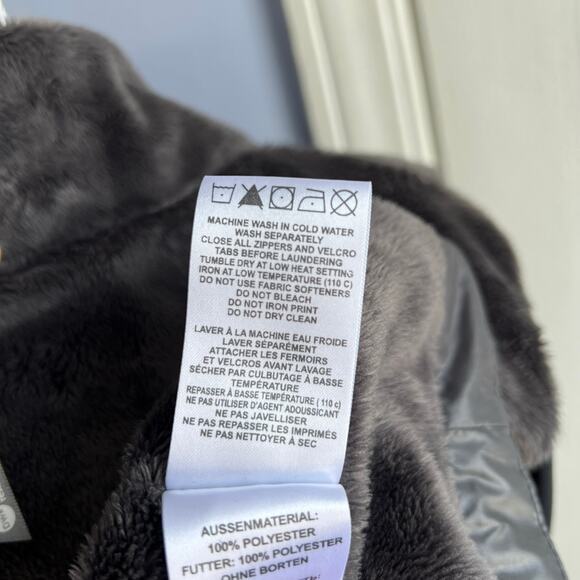 MACHINE WASH IN COLD WATER
WASH SEPARATELY
CLOSE ALL ZIPPERS AND VELCRO
TABS BEFORE LAUNDERING
TUMBLE DRY AT LOW HEAT SETTING
IRON AT LOW TEMPERATURE (110 C)
DO NOT USE FABRIC SOFTENERS
DO NOT BLEACH
DO NOT IRON PRINT
DO NOT DRY CLEAN
LAVER À LA MACHINE EAU FROIDE
LAVER SÉPARÉMENT
ATTACHER LES FERMOIRS
ET VELCROS AVANT LAVAGE
SÉCHER PAR CULBUTAGE À BASSE
TEMPÉRATURE
REPASSER À BASSE TEMPÉRATURE ( 110 c)
NE PAS UTILISER D'AGENT ADOUSSICANT
NE PAS JAVELLISER
NE PAS REPASSER LES IMPRIMÉS
NE PAS NETTOYER À SEC
AUSSENMATERIAL:
100% POLYESTER
FUTTER: 100% POLYESTER
OHNE BORTEN